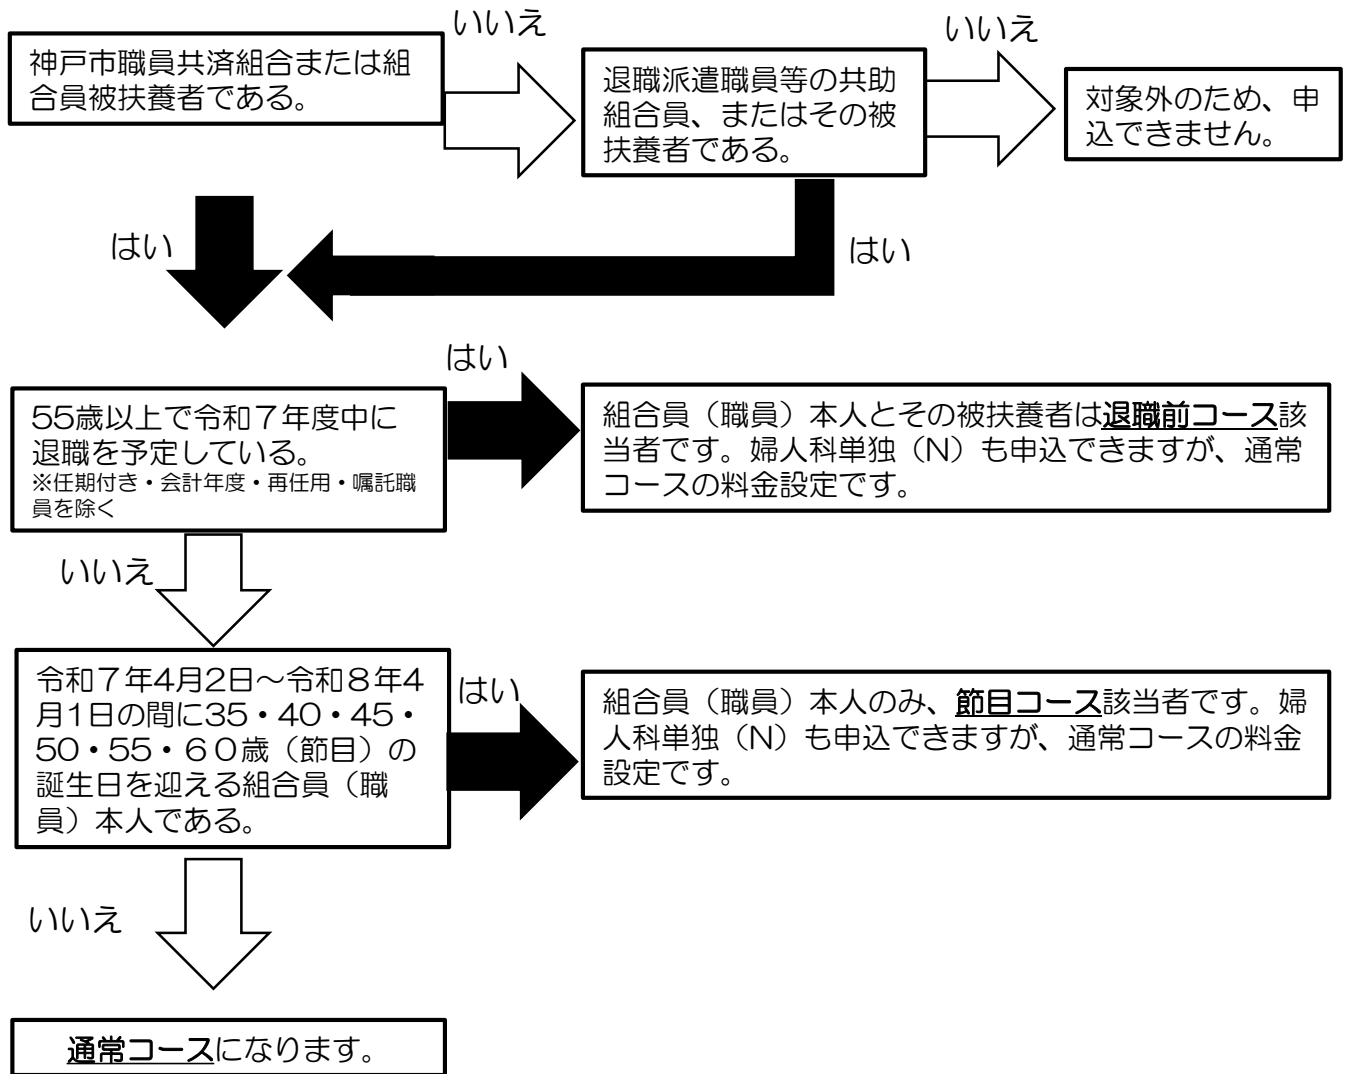 いいえ
いいえ
神戸市職員共済組合または組
合員被扶養者である。
退職派遣職員等の共助
組合員、またはその被
扶養者である。
対象外のため、申
込できません。
はい
はい
はい
55歳以上で令和7年度中に
退職を予定している。
※任期付き・会計年度・再任用・嘱託職
員を除く
組合員（職員）本人とその被扶養者は退職前コース該
当者です。婦人科単独（N）も申込できますが、通常
コースの料金設定です。
いいえ
令和7年4月2日～令和8年4
月1日の間に35・40・45・
50・55・60歳（節目）の
誕生日を迎える組合員（職
員）本人である。
はい
組合員（職員）本人のみ、節目コース該当者です。婦
人科単独（N）も申込できますが、通常コースの料金
設定です。
いいえ
通常コースになります。